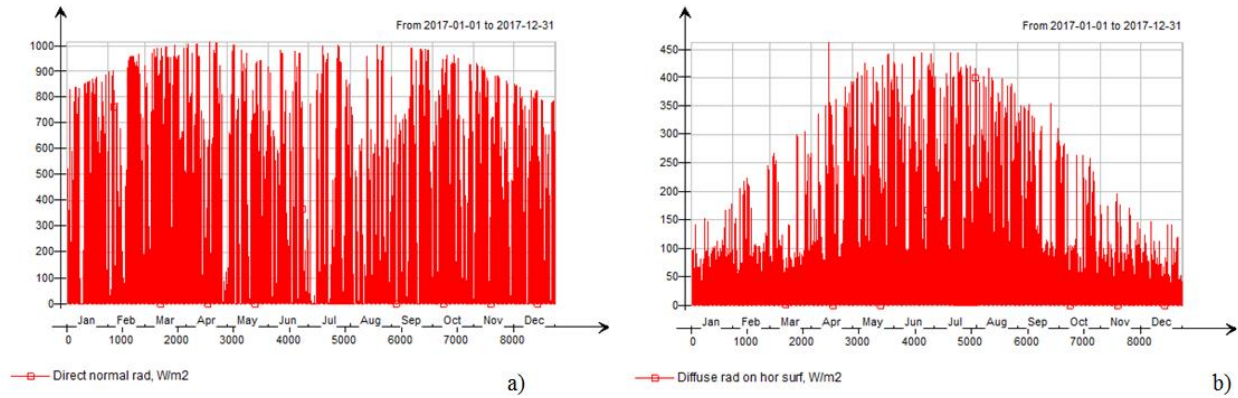 From 2017-01-01 to 2017-12-31
1000
900
800
700
600
500
400
300
200
100
0
Jan Feb Mar Apr May Jun Jul Aug Sep Oct Nov Dec
0 1000 2000 3000 4000 5000 6000 7000 8000
Direct normal rad, W/m2
a)
From 2017-01-01 to 2017-12-31
450
400
350
300
250
200
150
100
50
0
Jan Feb Mar Apr May Jun Jul Aug Sep Oct Nov Dec
0 1000 2000 3000 4000 5000 6000 7000 8000
Diffuse rad on hor surf, W/m2
b)